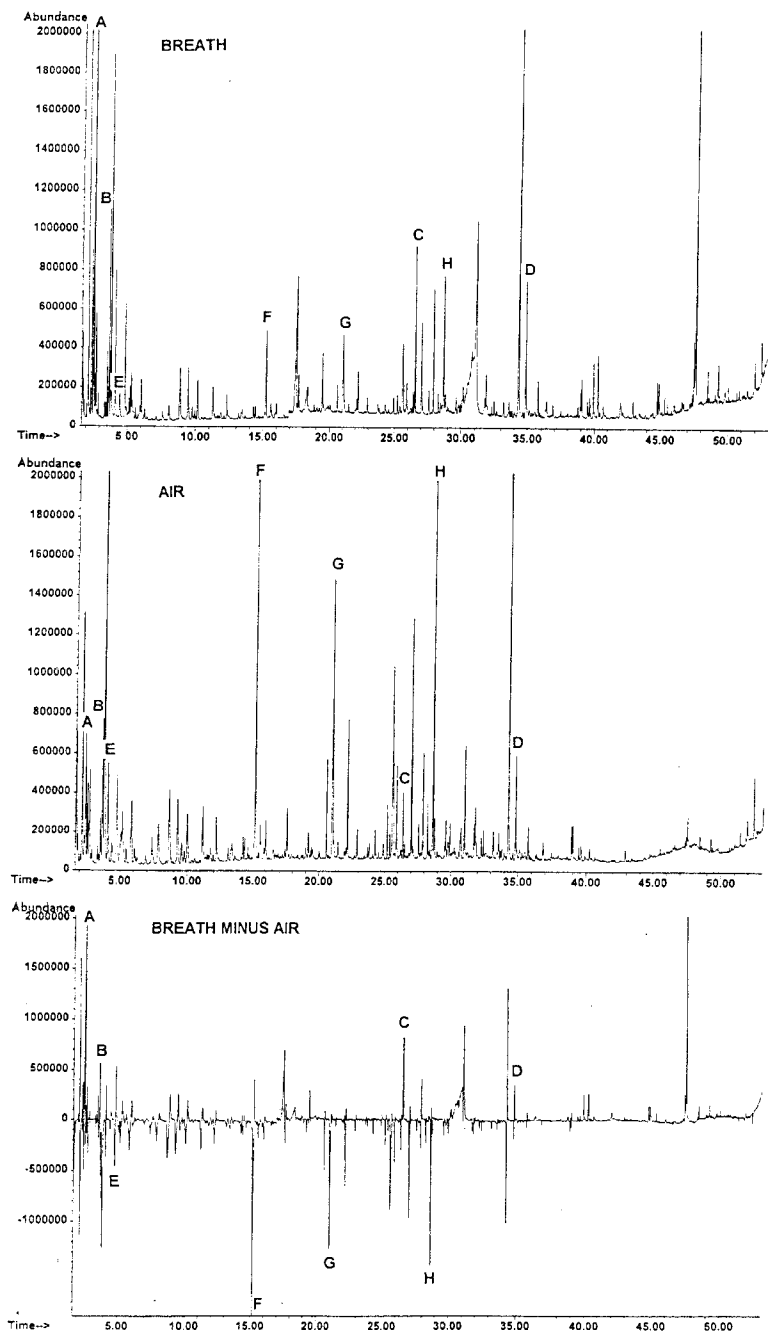 Abundance
2000000
A
BREATH
1800000
1600000
1400000
1200000
B
1000000
C
800000
H
D
600000
F
G
400000
200000
E
0
Time-->
5.00 10.00 15.00 20.00 25.00 30.00 35.00 40.00 45.00 50.00
Abundance
2000000
F
H
AIR
1800000
1600000
G
1400000
1200000
1000000
800000
B
A
E
D
600000
C
400000
200000
0
Time-->
5.00 10.00 15.00 20.00 25.00 30.00 35.00 40.00 45.00 50.00
Abundance
2000000
A
BREATH MINUS AIR
1500000
1000000
C
B
500000
D
0
E
-500000
-1000000
G
H
F
Time-->
5.00 10.00 15.00 20.00 25.00 30.00 35.00 40.00 45.00 50.00